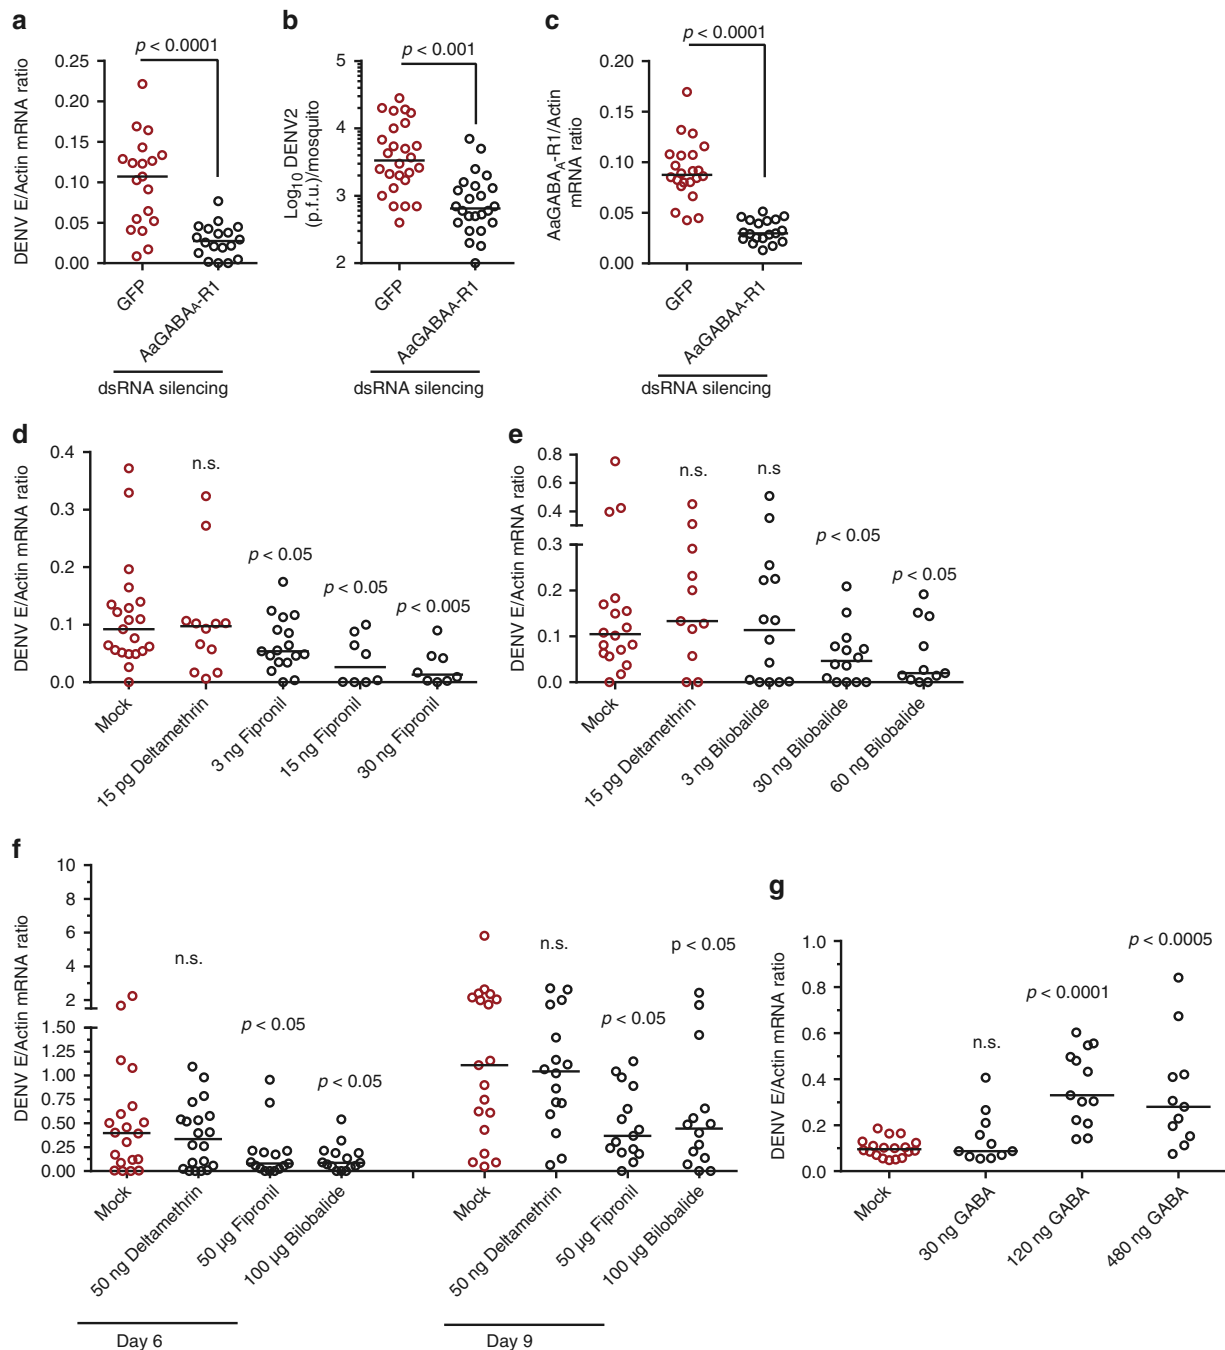 a
p < 0.0001
DENV E/Actin mRNA ratio
0.25
0.20
0.15
0.10
0.05
0.00
GFP
AaGABAA-R1
dsRNA silencing
b
p < 0.001
Log10 DENV2
(p.f.u.)/mosquito
5
4
3
2
GFP
AaGABAA-R1
dsRNA silencing
c
p < 0.0001
AaGABAA-R1/Actin
mRNA ratio
0.20
0.15
0.10
0.05
0.00
GFP
AaGABAA-R1
dsRNA silencing
d
DENV E/Actin mRNA ratio
0.4
0.3
0.2
0.1
0.0
n.s.
p < 0.05
p < 0.05
p < 0.005
Mock
15 pg Deltamethrin
3 ng Fipronil
15 ng Fipronil
30 ng Fipronil
e
DENV E/Actin mRNA ratio
0.8
0.6
0.4
0.3
0.2
0.1
0.0
n.s.
n.s
p < 0.05
p < 0.05
Mock
15 pg Deltamethrin
3 ng Bilobalide
30 ng Bilobalide
60 ng Bilobalide
f
DENV E/Actin mRNA ratio
10
8
6
4
2
1.50
1.25
1.00
0.75
0.50
0.25
0.00
n.s.
p < 0.05
p < 0.05
n.s.
p < 0.05
p < 0.05
Mock
50 ng Deltamethrin
50 µg Fipronil
100 µg Bilobalide
Mock
50 ng Deltamethrin
50 µg Fipronil
100 µg Bilobalide
Day 6
Day 9
g
DENV E/Actin mRNA ratio
1.0
0.8
0.6
0.4
0.2
0.0
n.s.
p < 0.0001
p < 0.0005
Mock
30 ng GABA
120 ng GABA
480 ng GABA